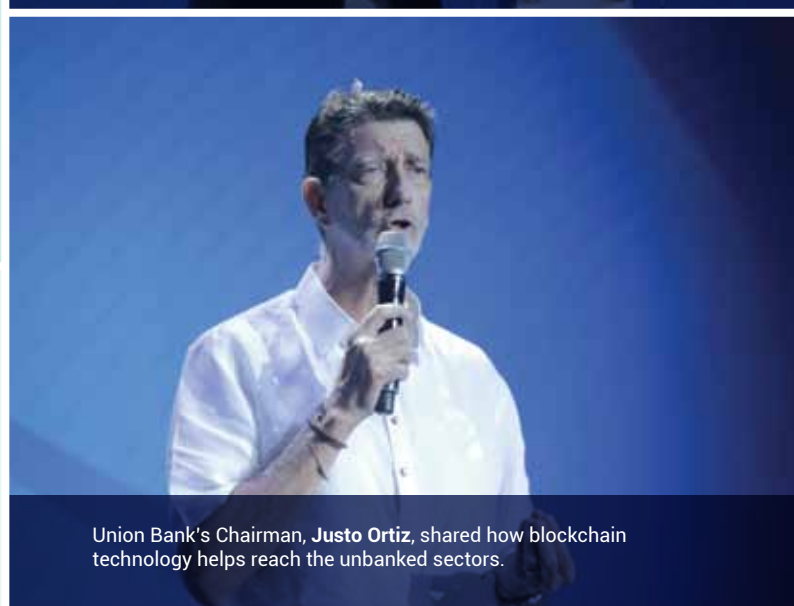 Union Bank's Chairman, Justo Ortiz, shared how blockchain
technology helps reach the unbanked sectors.